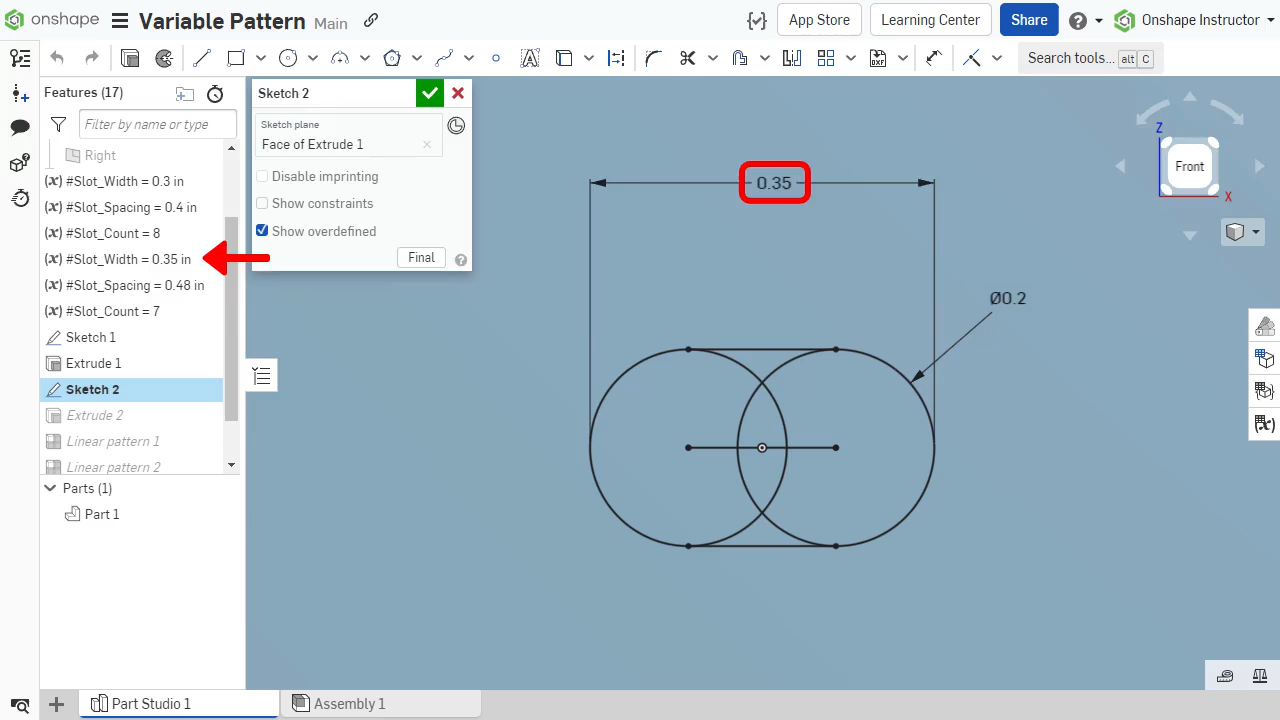 onshape
Variable Pattern Main
App Store
Learning Center
Share
Onshape Instructor
Search tools... alt C
Features (17)
Filter by name or type
Right
(x) #Slot_Width = 0.3 in
(x) #Slot_Spacing = 0.4 in
(x) #Slot_Count = 8
(x) #Slot_Width = 0.35 in
(x) #Slot_Spacing = 0.48 in
(x) #Slot_Count = 7
Sketch 1
Extrude 1
Sketch 2
Extrude 2
Linear pattern 1
Linear pattern 2
Parts (1)
Part 1
Sketch 2
Sketch plane
Face of Extrude 1
Disable imprinting
Show constraints
Show overdefined
Final
0.35
Ø0.2
Z
Front
X
Part Studio 1
Assembly 1